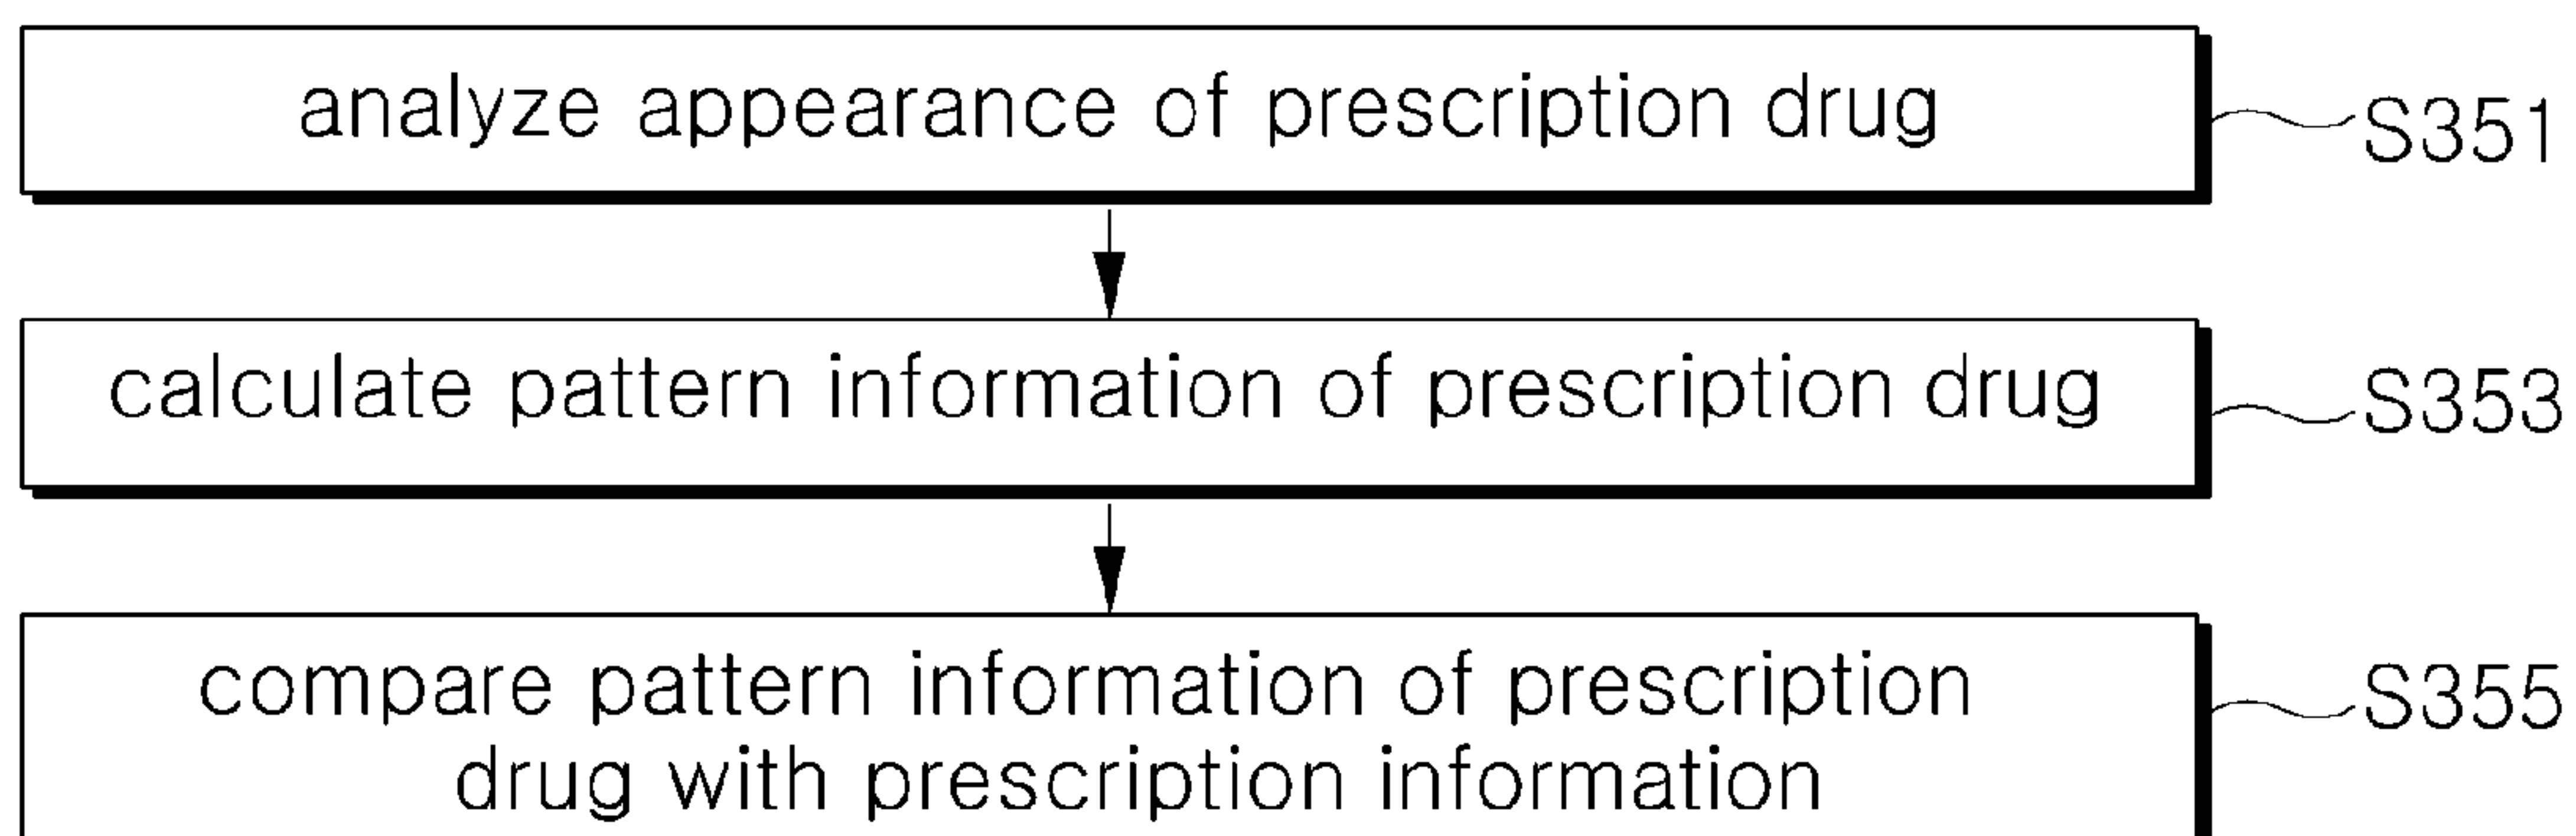 analyze appearance of prescription drug
S351
calculate pattern information of prescription drug
S353
compare pattern information of prescription
S355
drug with prescription information